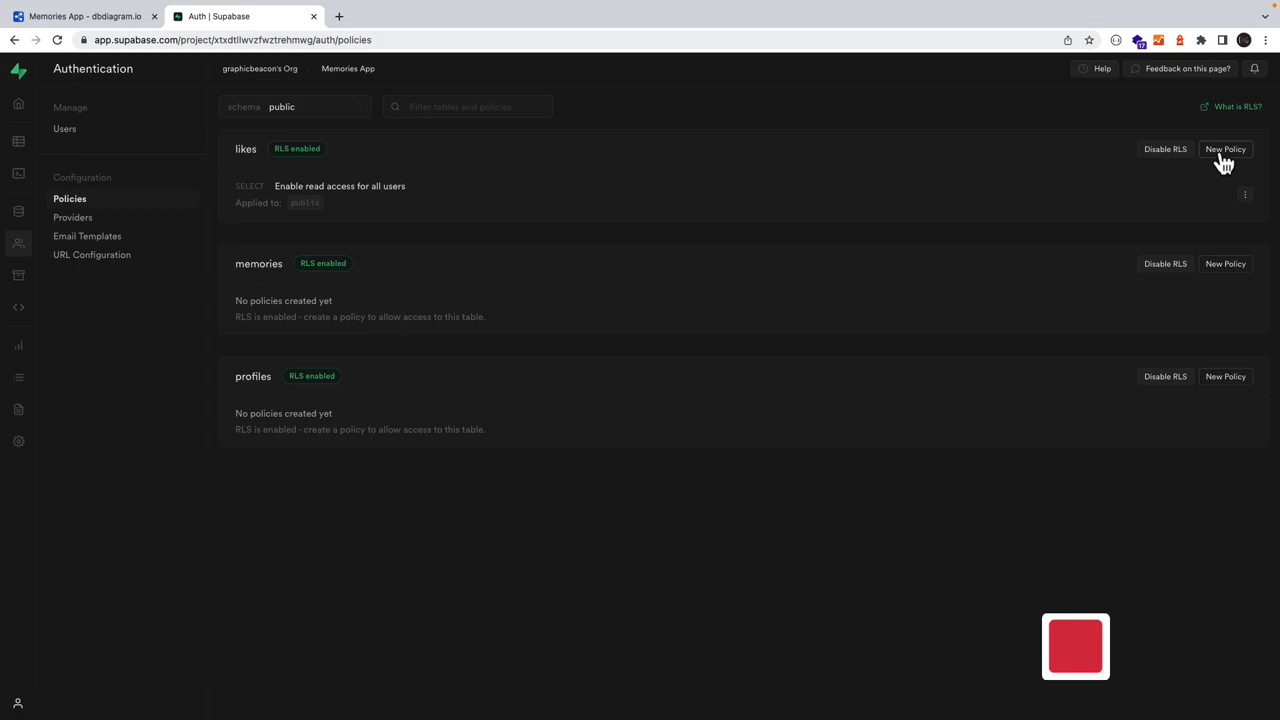 Memories App - dbdiagram.io
Auth | Supabase
app.supabase.com/project/xtxdtllwvzfwztrehmwg/auth/policies
17
Authentication
graphicbeacon's Org
Memories App
Help
Feedback on this page?
Manage
Users
Configuration
Policies
Providers
Email Templates
URL Configuration
schema public
Filter tables and policies
What is RLS?
likes RLS enabled
Disable RLS New Policy
SELECT Enable read access for all users
Applied to: public
memories RLS enabled
Disable RLS New Policy
No policies created yet
RLS is enabled - create a policy to allow access to this table.
profiles RLS enabled
Disable RLS New Policy
No policies created yet
RLS is enabled - create a policy to allow access to this table.